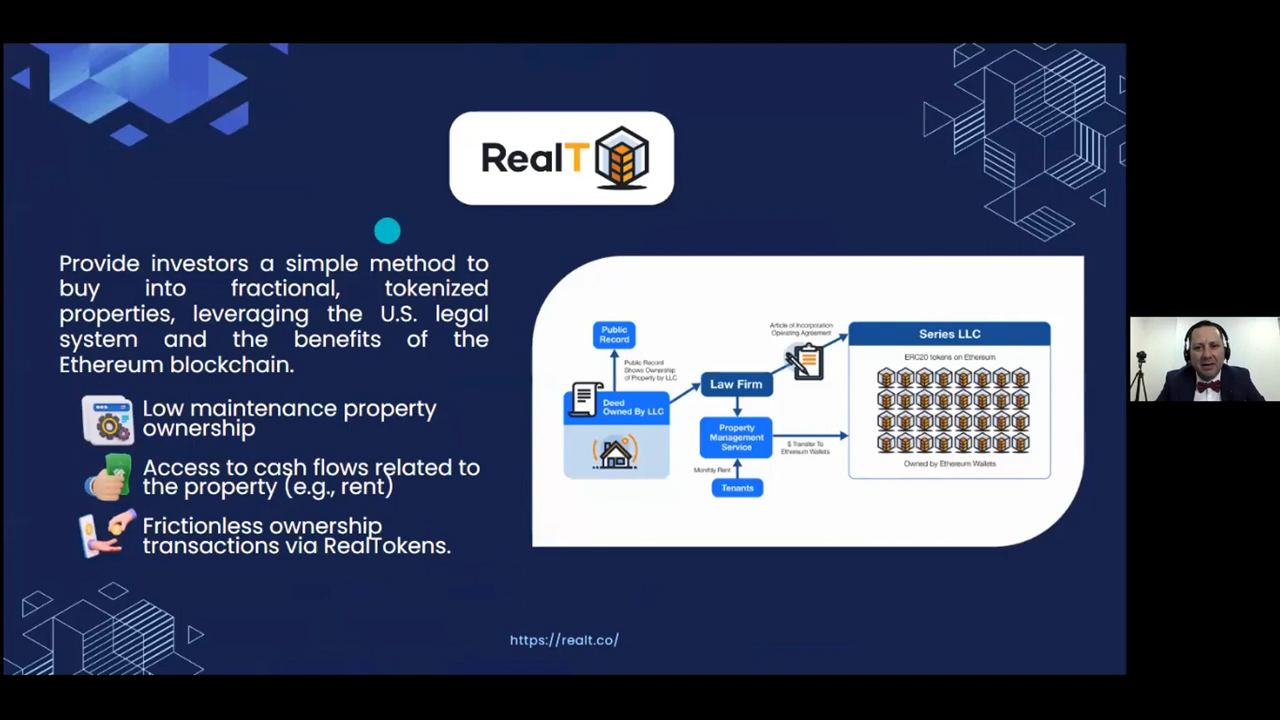 RealT
Provide investors a simple method to
buy into fractional, tokenized
properties, leveraging the U.S. legal
system and the benefits of the
Ethereum blockchain.
Low maintenance property
ownership
Access to cash flows related to
the property (e.g., rent)
Frictionless ownership
transactions via RealTokens.
Public
Record
Public Record
Shows Ownership
of Property by LLC
Deed
Owned By LLC
Law Firm
Article of Incorporation
Operating Agreement
Property
Management
Service
Monthly Rent
Tenants
$ Transfer To
Ethereum Wallets
Series LLC
ERC20 tokens on Ethereum
Owned by Ethereum Wallets
https://realt.co/